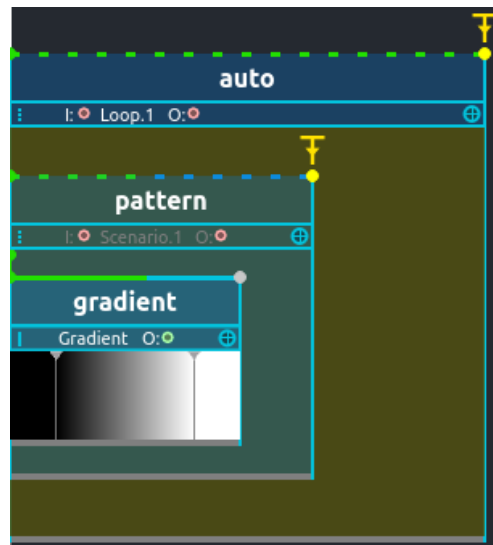 auto
I: Loop.1 O:
pattern
I: Scenario.1 O:
gradient
Gradient O: